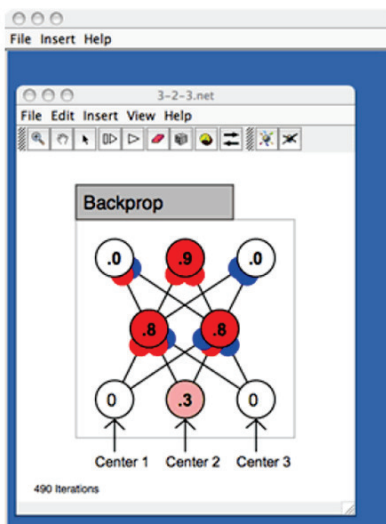 File Insert Help
3-2-3.net
File Edit Insert View Help
Backprop
.0 .9 .0
.8 .8
0 .3 0
Center 1 Center 2 Center 3
490 Iterations